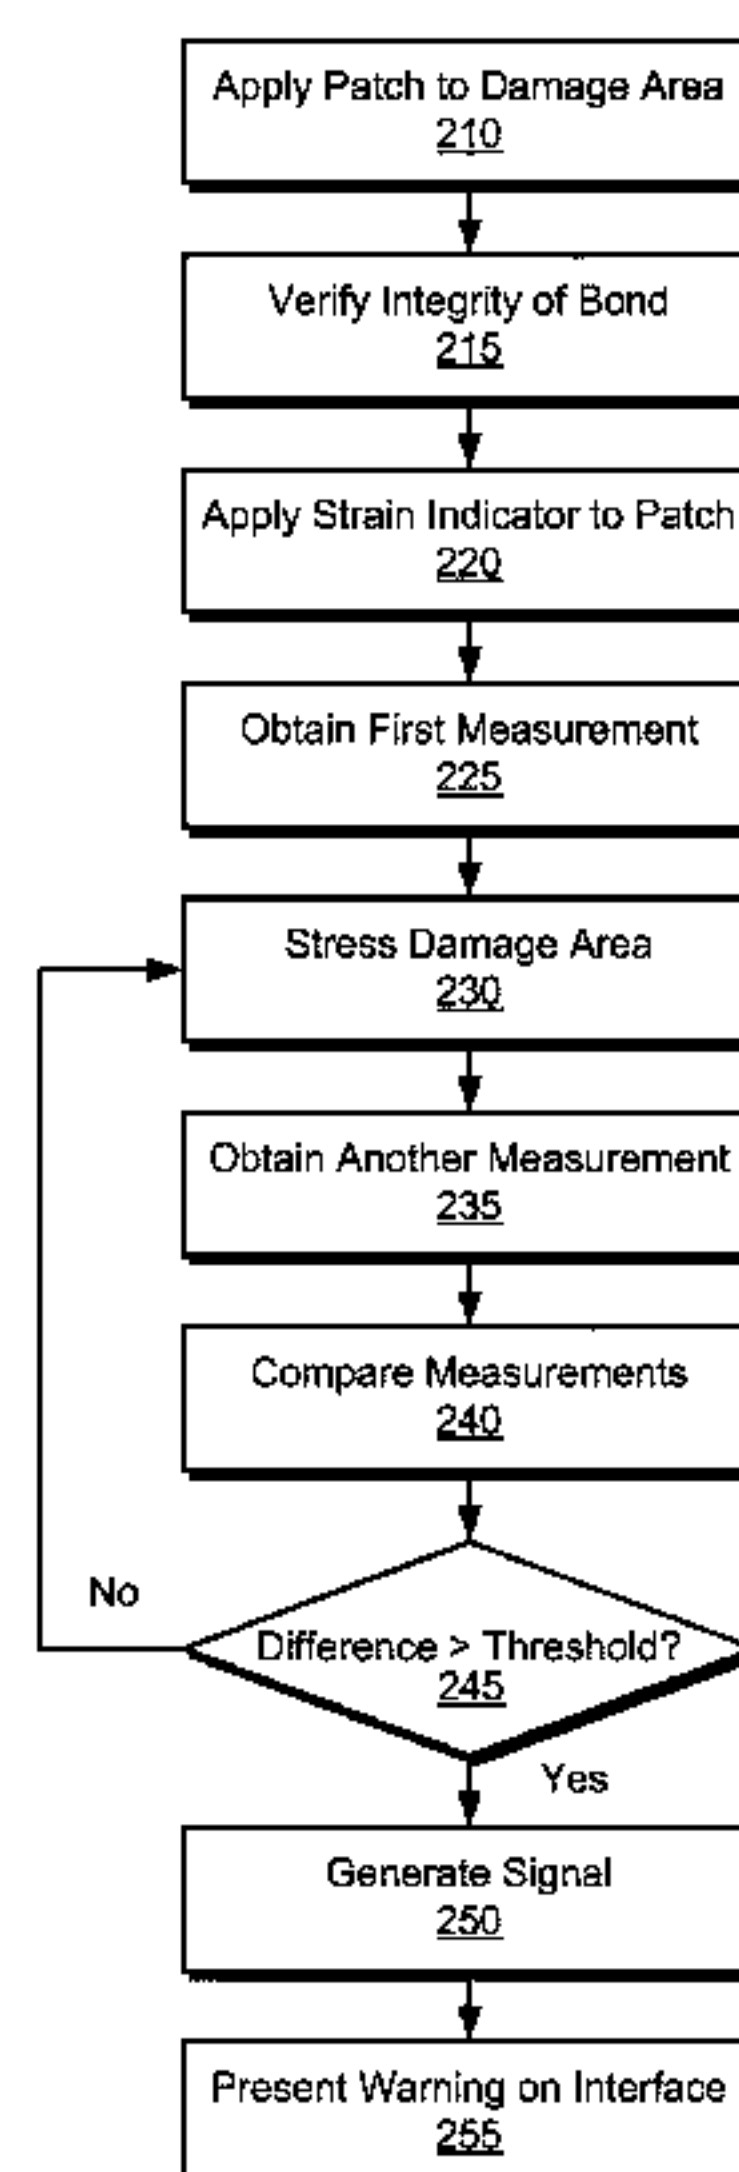 Apply Patch to Damage Area
210
Verify Integrity of Bond
215
Apply Strain Indicator to Patch
220
Obtain First Measurement
225
Stress Damage Area
230
Obtain Another Measurement
235
Compare Measurements
240
No
Difference > Threshold?
245
Yes
Generate Signal
250
Present Warning on Interface
255